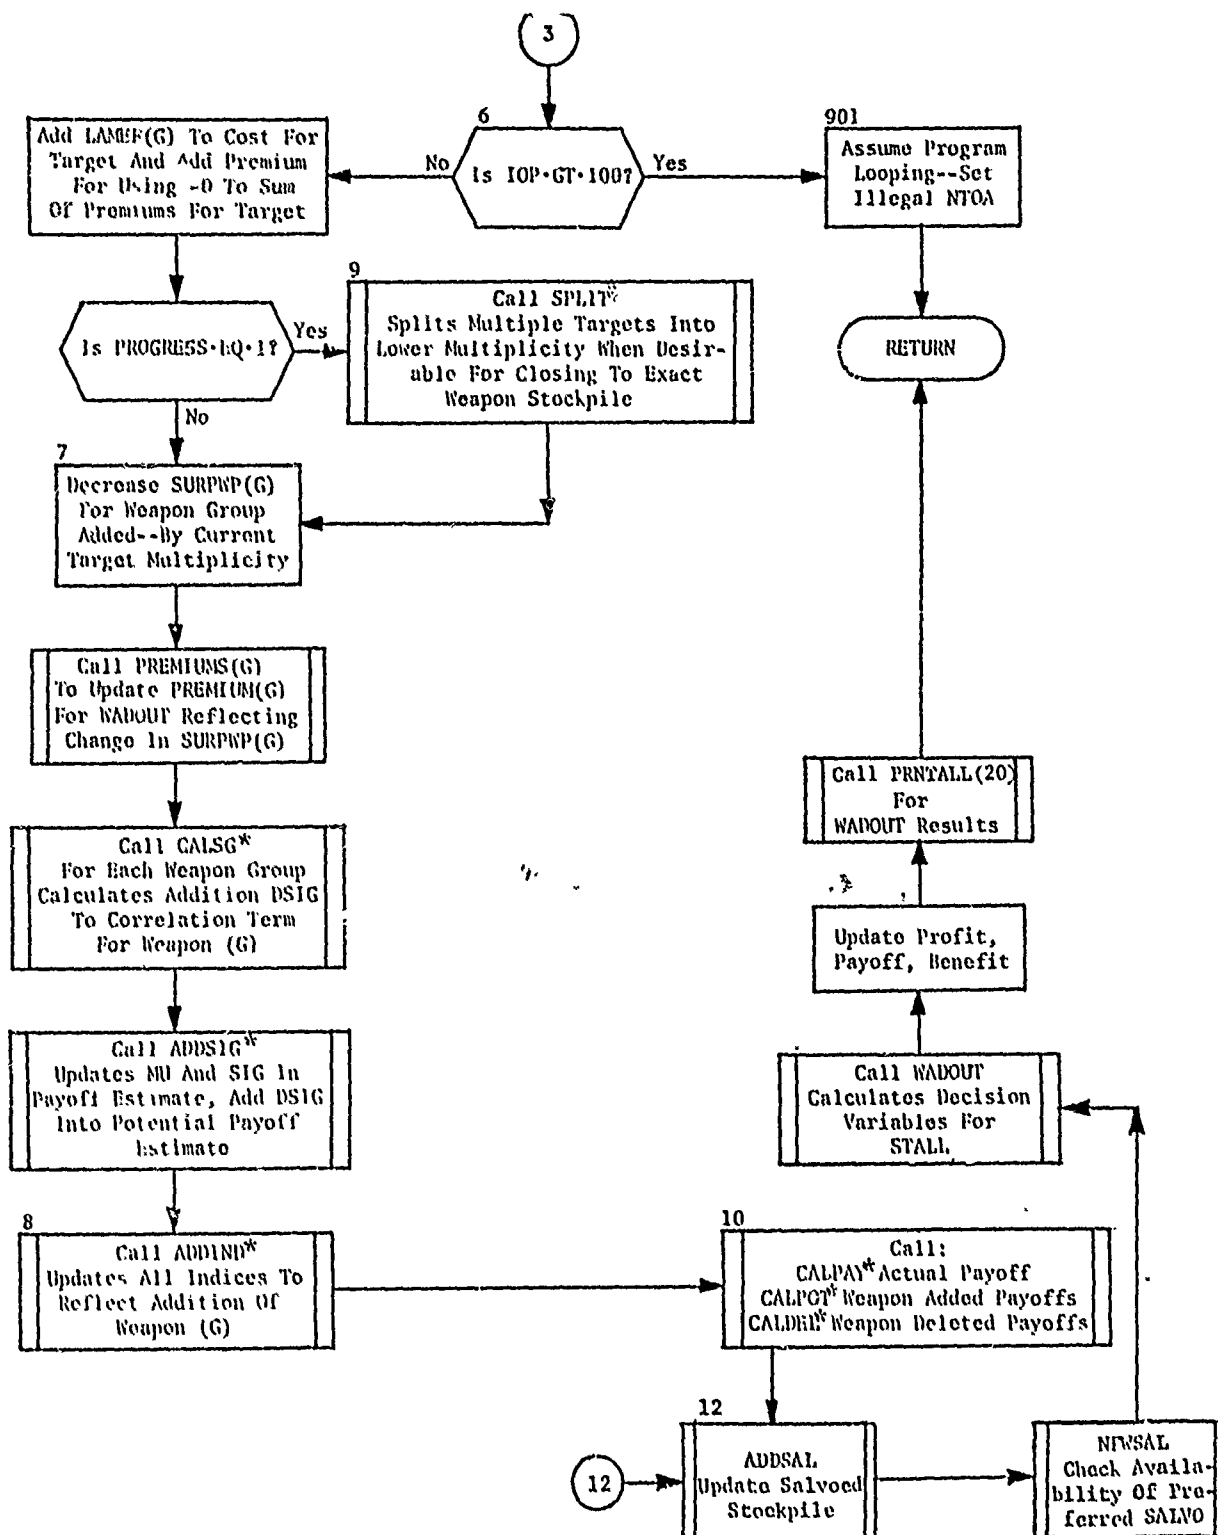 3
6
Is IOP·GT·100?
No
Yes
901
Assume Program
Looping--Set
Illegal NTOA
RETURN
Add LAMEF(G) To Cost For
Target And Add Premium
For Using -0 To Sum
Of Premiums For Target
Is PROGRESS·EQ·1?
Yes
No
9
Call SPLIT*
Splits Multiple Targets Into
Lower Multiplicity When Desir-
able For Closing To Exact
Weapon Stockpile
7
Decrease SURPWP(G)
For Weapon Group
Added--By Current
Target Multiplicity
Call PREMIUMS(G)
To Update PREMIUM(G)
For WADOUT Reflecting
Change In SURPWP(G)
Call CALSG*
For Each Weapon Group
Calculates Addition DSIG
To Correlation Term
For Weapon (G)
Call ADDSIG*
Updates MU And SIG In
Payoff Estimate, Add DSIG
Into Potential Payoff
Estimate
8
Call ADDIND*
Updates All Indices To
Reflect Addition Of
Weapon (G)
10
Call:
CALPAY* Actual Payoff
CALPOT* Weapon Added Payoffs
CALDEL* Weapon Deleted Payoffs
12
12
ADDSAL
Update Salvoed
Stockpile
NEWSAL
Check Availa-
bility Of Pre-
ferred SALVO
Call WADOUT
Calculates Decision
Variables For
STALL
Update Profit,
Payoff, Benefit
Call PRNTALL(20)
For
WADOUT Results